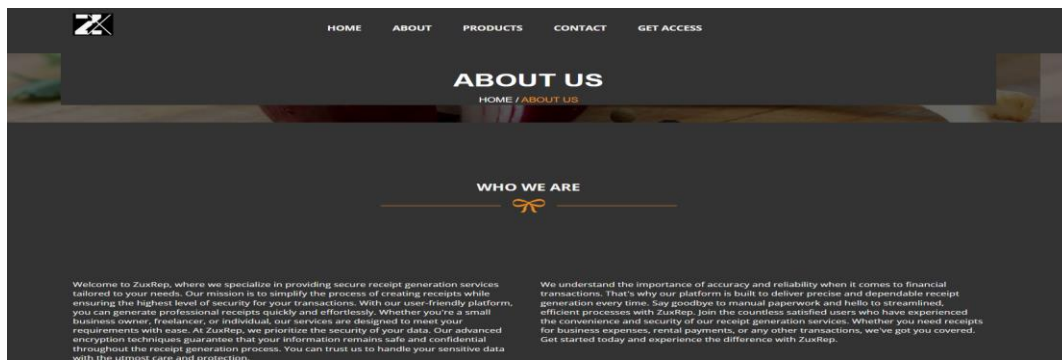 ZX
HOME ABOUT PRODUCTS CONTACT GET ACCESS
ABOUT US
HOME / ABOUT US
WHO WE ARE
Welcome to ZuxRep, where we specialize in providing secure receipt generation services
tailored to your needs. Our mission is to simplify the process of creating receipts while
ensuring the highest level of security for your transactions. With our user-friendly platform,
you can generate professional receipts quickly and effortlessly. Whether you're a small
business owner, freelancer, or individual, our services are designed to meet your
requirements with ease. At ZuxRep, we prioritize the security of your data. Our advanced
encryption techniques guarantee that your information remains safe and confidential
throughout the receipt generation process. You can trust us to handle your sensitive data
with the utmost care and protection.
We understand the importance of accuracy and reliability when it comes to financial
transactions. That's why our platform is built to deliver precise and dependable receipt
generation every time. Say goodbye to manual paperwork and hello to streamlined,
efficient processes with ZuxRep. Join the countless satisfied users who have experienced
the convenience and security of our receipt generation services. Whether you need receipts
for business expenses, rental payments, or any other transactions, we've got you covered.
Get started today and experience the difference with ZuxRep.